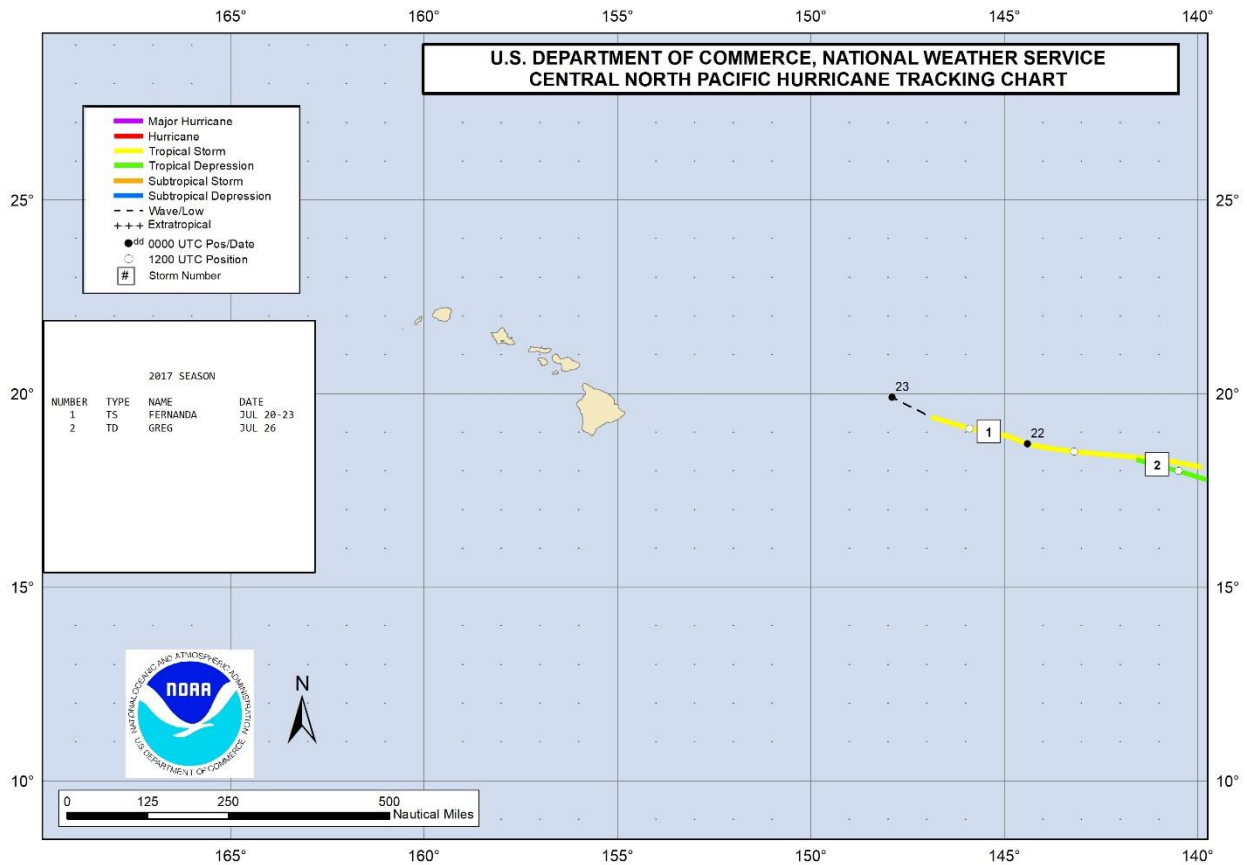 165° 160° 155° 150° 145° 140°
U.S. DEPARTMENT OF COMMERCE, NATIONAL WEATHER SERVICE
CENTRAL NORTH PACIFIC HURRICANE TRACKING CHART
Major Hurricane
Hurricane
Tropical Storm
Tropical Depression
Subtropical Storm
Subtropical Depression
Wave/Low
+++ Extratropical
dd 0000 UTC Pos/Date
1200 UTC Position
# Storm Number
25° 25°
2017 SEASON
NUMBER TYPE NAME DATE
1 TS FERNANDA JUL 20-23
2 TD GREG JUL 26
20° 20°
23
1
22
2
15° 15°
NATIONAL OCEANIC AND ATMOSPHERIC ADMINISTRATION
NOAA
U.S. DEPARTMENT OF COMMERCE
N
10° 10°
0 125 250 500
Nautical Miles
165° 160° 155° 150° 145° 140°